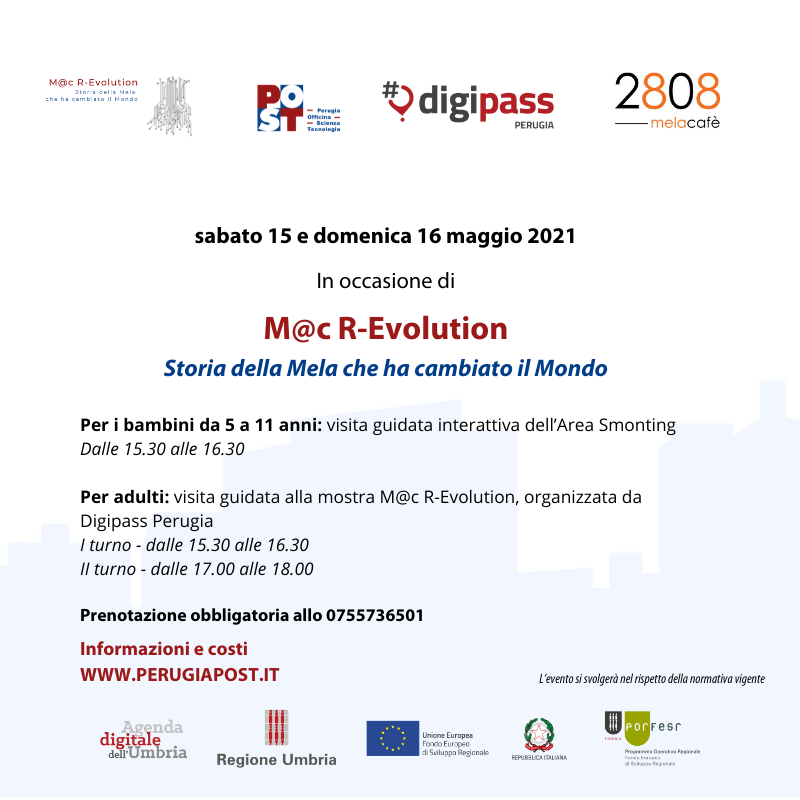 M@c R-Evolution
Storia della Mela
che ha cambiato il Mondo
POST
Perugia
Officina
Scienza
Tecnologia
#digipass
PERUGIA
2808
melacafè
sabato 15 e domenica 16 maggio 2021
In occasione di
M@c R-Evolution
Storia della Mela che ha cambiato il Mondo
Per i bambini da 5 a 11 anni: visita guidata interattiva dell'Area Smonting
Dalle 15.30 alle 16.30
Per adulti: visita guidata alla mostra M@c R-Evolution, organizzata da
Digipass Perugia
I turno - dalle 15.30 alle 16.30
II turno - dalle 17.00 alle 18.00
Prenotazione obbligatoria allo 0755736501
Informazioni e costi
WWW.PERUGIAPOST.IT
L'evento si svolgerà nel rispetto della normativa vigente
Agenda
digitale
dell'Umbria
Regione Umbria
Unione Europea
Fondo Europeo
di Sviluppo Regionale
REPUBBLICA ITALIANA
UMBRIA
porfesr
Programma Operativo Regionale
Fondo Europeo
di Sviluppo Regionale